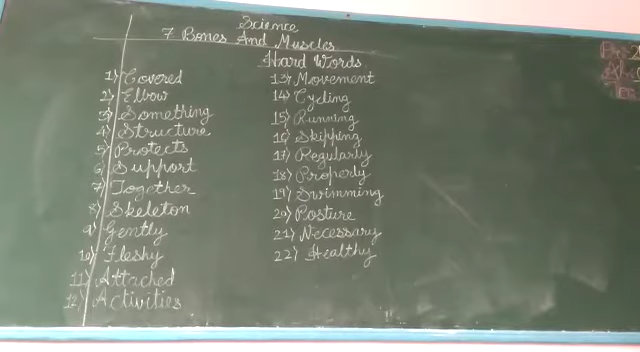 Science
7 Bones And Muscles
Hard Words
1) Covered
2) Elbow
3) Something
4) Structure
5) Protects
6) Support
7) Together
8) Skeleton
9) Gently
10) Fleshy
11) Attached
12) Activities
13) Movement
14) Cycling
15) Running
16) Skipping
17) Regularly
18) Properly
19) Swimming
20) Posture
21) Necessary
22) Healthy